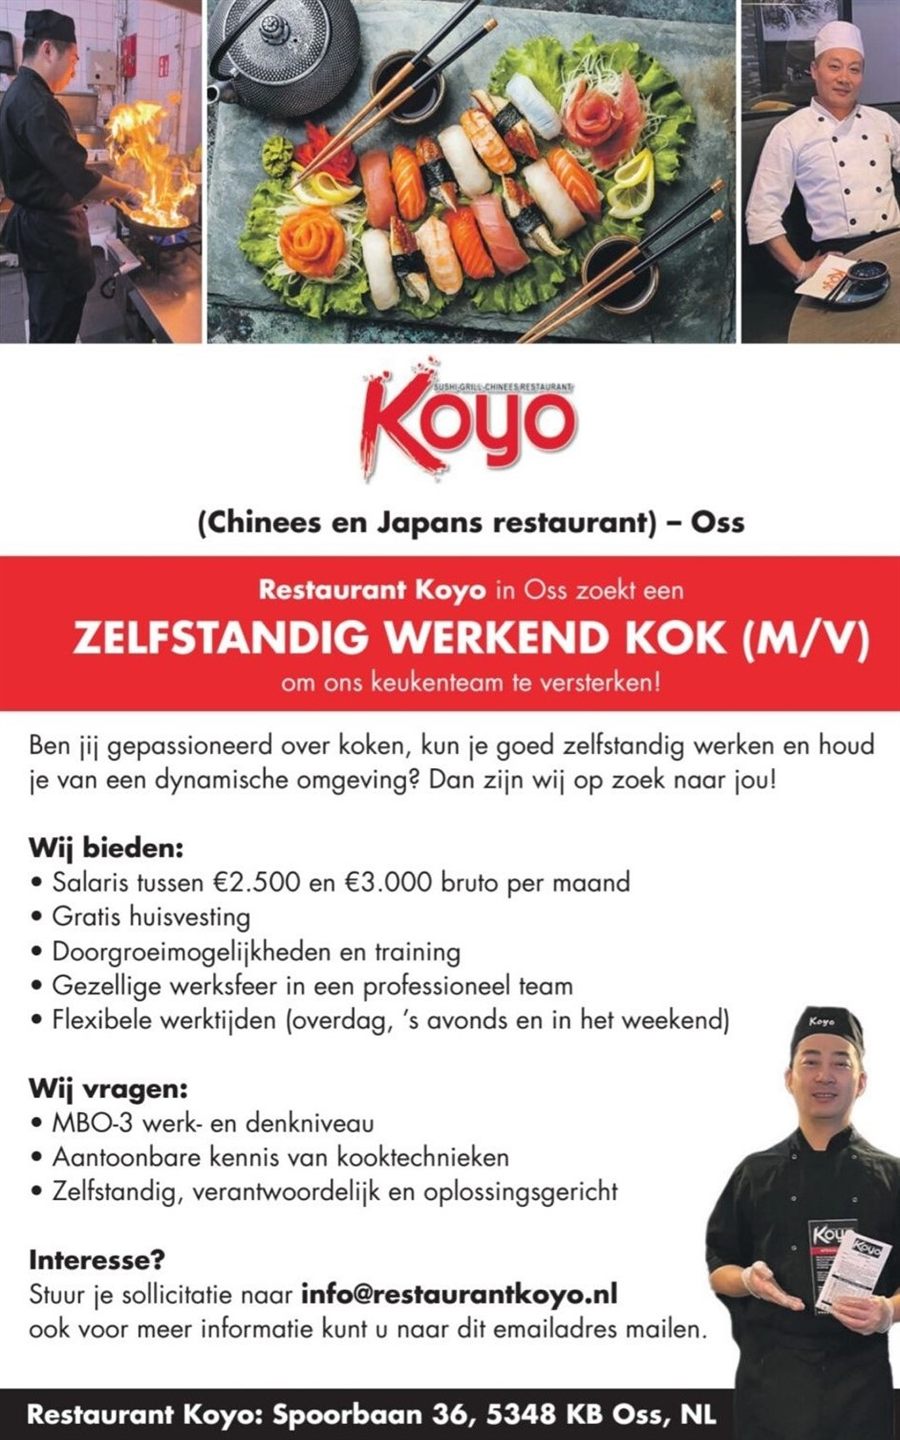 Koyo
SUSHI-GRILL-CHINEES RESTAURANT
Koyo
(Chinees en Japans restaurant) – Oss
Restaurant Koyo in Oss zoekt een
ZELFSTANDIG WERKEND KOK (M/V)
om ons keukenteam te versterken!
Ben jij gepassioneerd over koken, kun je goed zelfstandig werken en houd
je van een dynamische omgeving? Dan zijn wij op zoek naar jou!
Wij bieden:
• Salaris tussen €2.500 en €3.000 bruto per maand
• Gratis huisvesting
• Doorgroeimogelijkheden en training
• Gezellige werksfeer in een professioneel team
• Flexibele werktijden (overdag, 's avonds en in het weekend)
Koyo
Wij vragen:
• MBO-3 werk- en denkniveau
• Aantoonbare kennis van kooktechnieken
• Zelfstandig, verantwoordelijk en oplossingsgericht
Koyo
Interesse?
Stuur je sollicitatie naar info@restaurantkoyo.nl
ook voor meer informatie kunt u naar dit emailadres mailen.
Restaurant Koyo: Spoorbaan 36, 5348 KB Oss, NL